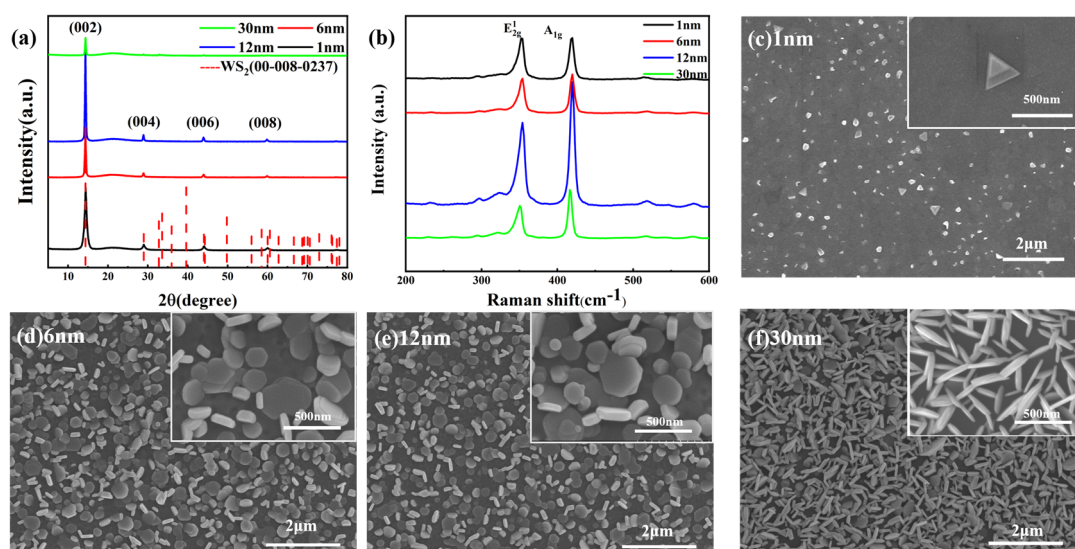 (a)
(002)
30nm 6nm
12nm 1nm
WS2(00-008-0237)
(004) (006) (008)
Intensity(a.u.)
10 20 30 40 50 60 70 80
2θ(degree)
(b)
E¹2g A1g
1nm
6nm
12nm
30nm
Intensity (a.u.)
200 300 400 500 600
Raman shift(cm⁻¹)
(c)1nm
500nm
2μm
(d)6nm
500nm
2μm
(e)12nm
500nm
2μm
(f)30nm
500nm
2μm